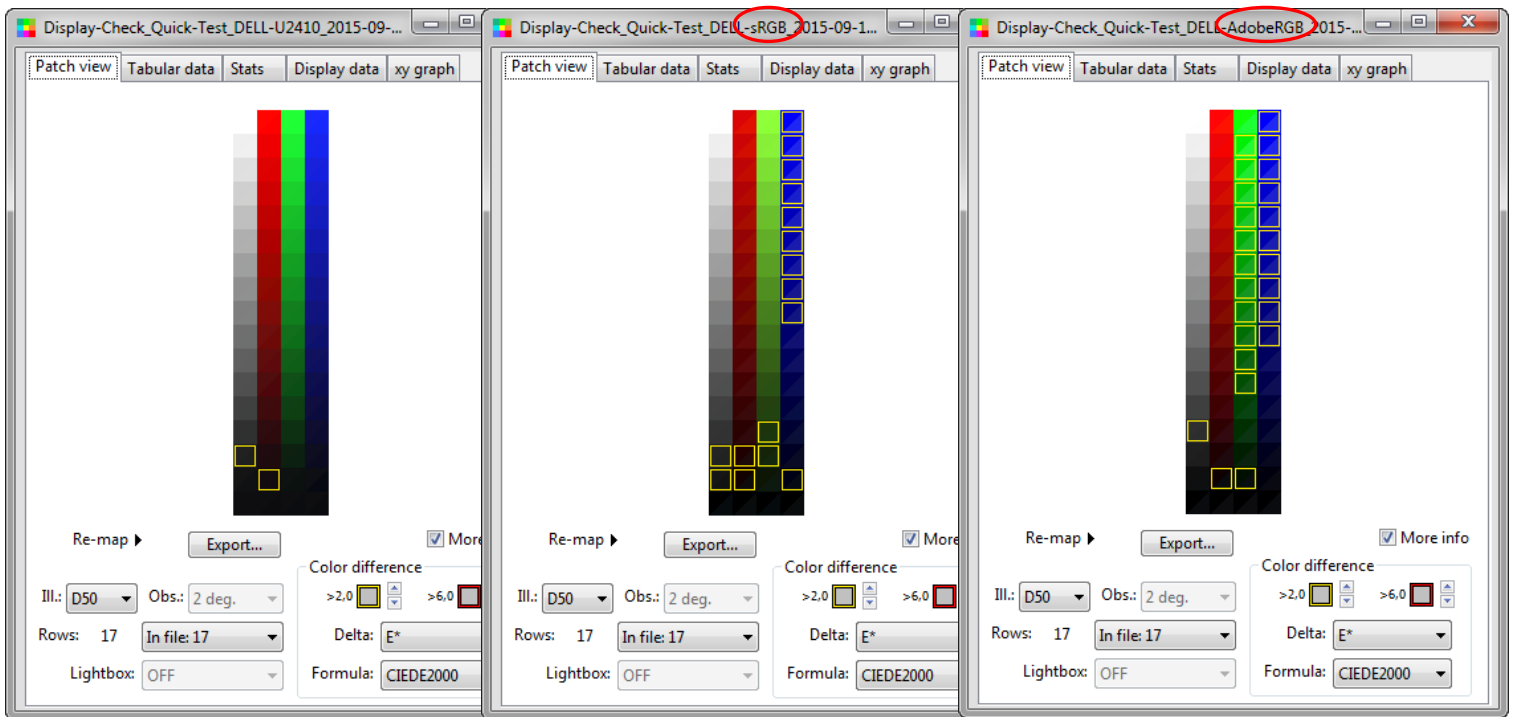 Display-Check_Quick-Test_DELL-U2410_2015-09-...
Patch view Tabular data Stats Display data xy graph
Re-map Export... More
Color difference
Ill.: D50 Obs.: 2 deg. >2,0 >6,0
Rows: 17 In file: 17 Delta: E*
Lightbox: OFF Formula: CIEDE2000
Display-Check_Quick-Test_DELL-sRGB_2015-09-1...
Patch view Tabular data Stats Display data xy graph
Re-map Export... More
Color difference
Ill.: D50 Obs.: 2 deg. >2,0 >6,0
Rows: 17 In file: 17 Delta: E*
Lightbox: OFF Formula: CIEDE2000
Display-Check_Quick-Test_DELL-AdobeRGB_2015-...
Patch view Tabular data Stats Display data xy graph
Re-map Export... More info
Color difference
Ill.: D50 Obs.: 2 deg. >2,0 >6,0
Rows: 17 In file: 17 Delta: E*
Lightbox: OFF Formula: CIEDE2000